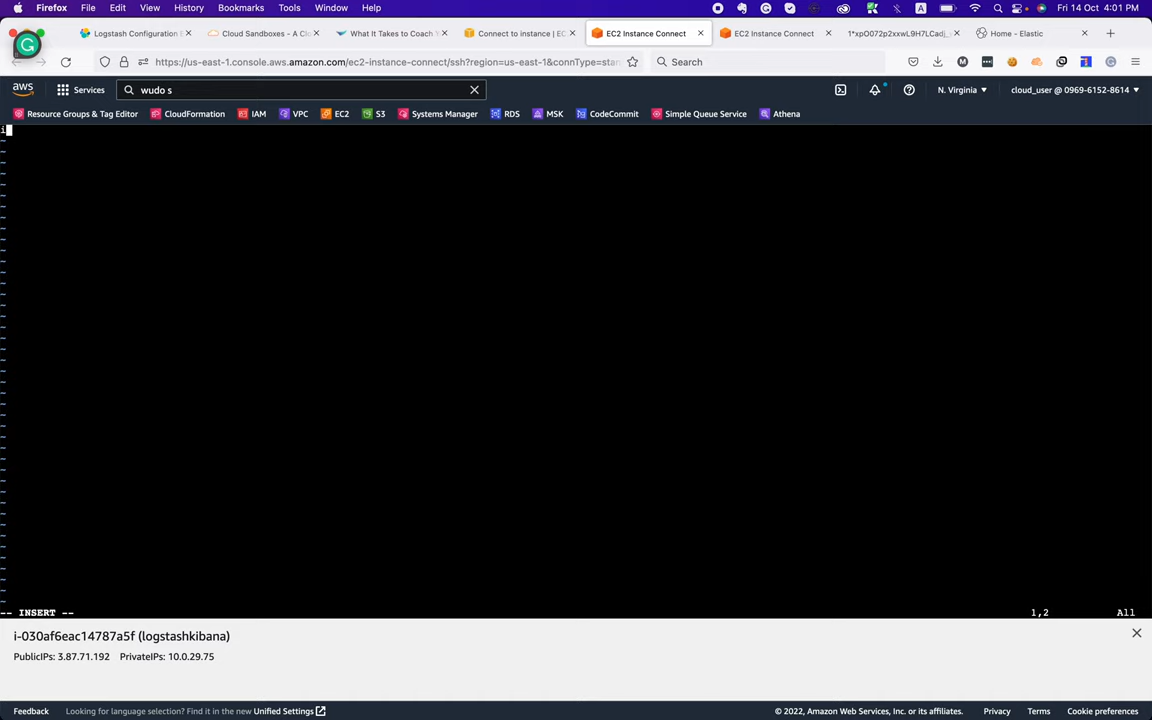 Firefox File Edit View History Bookmarks Tools Window Help A Fri 14 Oct 4:01 PM
Logstash Configuration E Cloud Sandboxes - A Clo What It Takes to Coach Y Connect to instance | EC EC2 Instance Connect EC2 Instance Connect 1*xpO072p2xxwL9H7LCadj_ Home - Elastic
https://us-east-1.console.aws.amazon.com/ec2-instance-connect/ssh?region=us-east-1&connType=stan Search
aws Services wudo s N. Virginia cloud_user @ 0969-6152-8614
Resource Groups & Tag Editor CloudFormation IAM VPC EC2 S3 Systems Manager RDS MSK CodeCommit Simple Queue Service Athena
i
-- INSERT -- 1,2 All
i-030af6eac14787a5f (logstashkibana)
PublicIPs: 3.87.71.192 PrivateIPs: 10.0.29.75
Feedback Looking for language selection? Find it in the new Unified Settings © 2022, Amazon Web Services, Inc. or its affiliates. Privacy Terms Cookie preferences